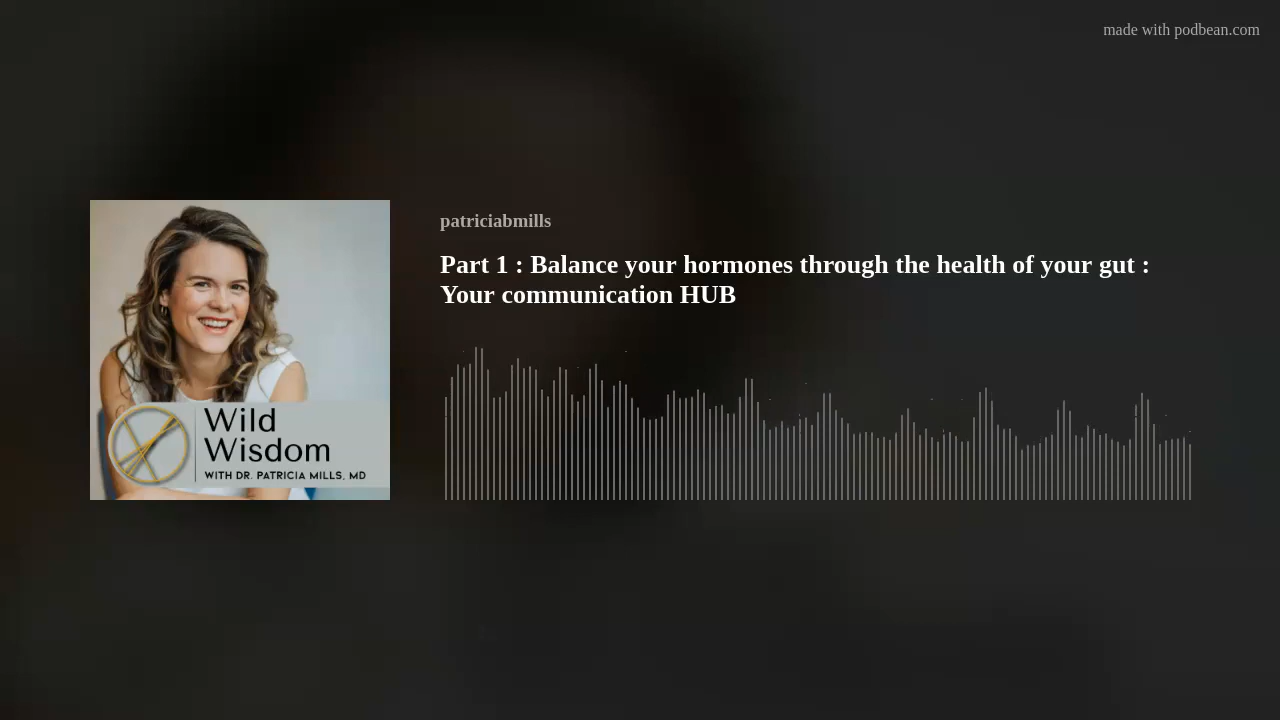 made with podbean.com
patriciabmills
Part 1 : Balance your hormones through the health of your gut :
Your communication HUB
Wild
Wisdom
WITH DR. PATRICIA MILLS, MD